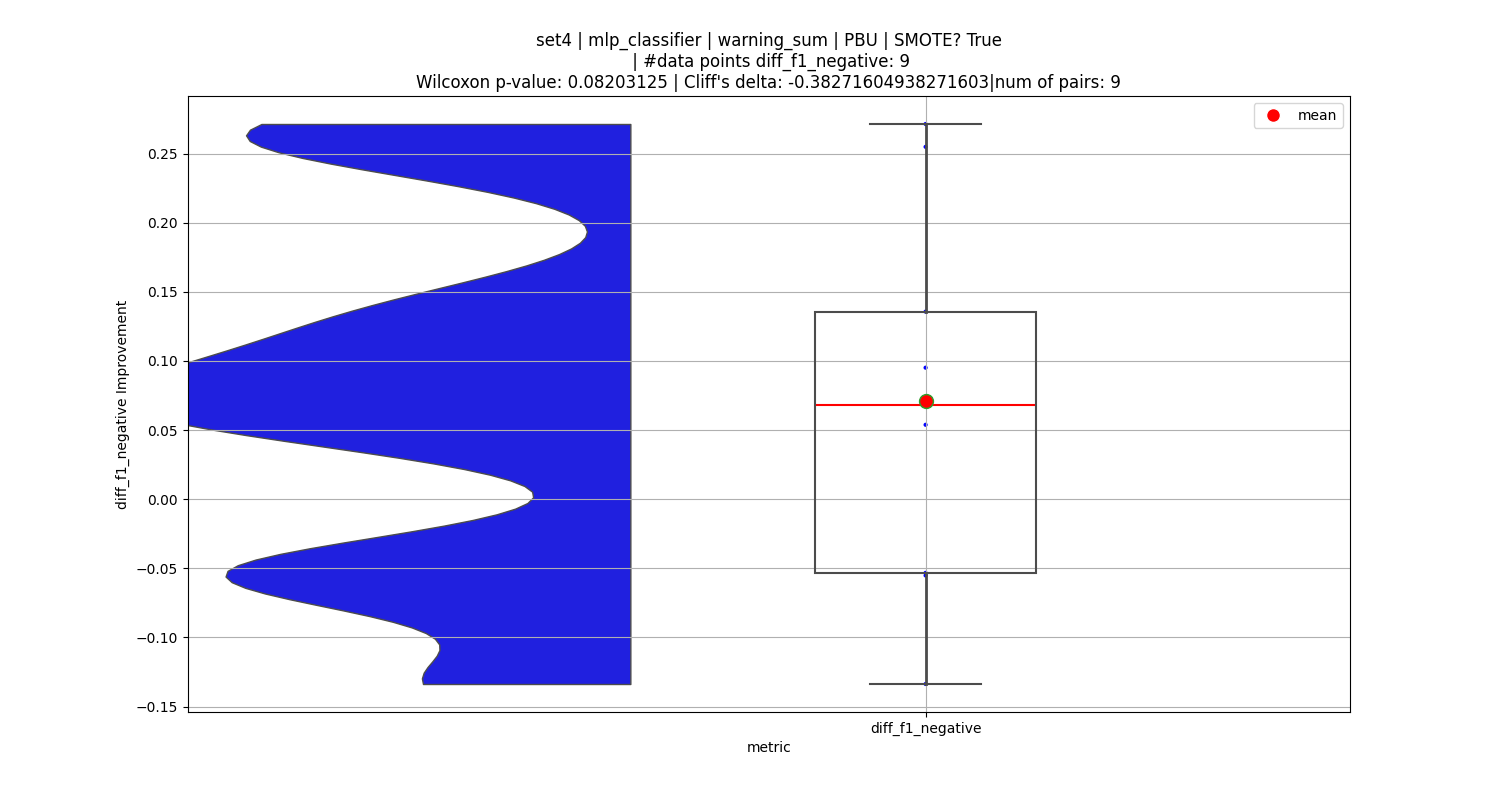 set4 | mlp_classifier | warning_sum | PBU | SMOTE? True
| #data points diff_f1_negative: 9
Wilcoxon p-value: 0.08203125 | Cliff's delta: -0.38271604938271603|num of pairs: 9
mean
0.25
0.20
0.15
0.10
0.05
0.00
−0.05
−0.10
−0.15
diff_f1_negative Improvement
diff_f1_negative
metric